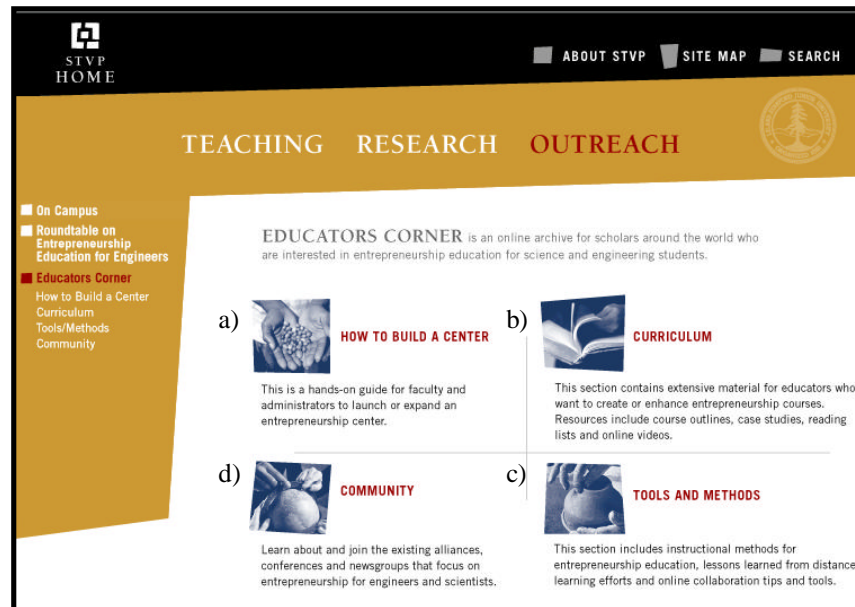 STVP
HOME
ABOUT STVP SITE MAP SEARCH
TEACHING RESEARCH OUTREACH
On Campus
Roundtable on
Entrepreneurship
Education for Engineers
Educators Corner
How to Build a Center
Curriculum
Tools/Methods
Community
EDUCATORS CORNER is an online archive for scholars around the world who
are interested in entrepreneurship education for science and engineering students.
a)
HOW TO BUILD A CENTER
This is a hands-on guide for faculty and
administrators to launch or expand an
entrepreneurship center.
b)
CURRICULUM
This section contains extensive material for educators who
want to create or enhance entrepreneurship courses.
Resources include course outlines, case studies, reading
lists and online videos.
d)
COMMUNITY
Learn about and join the existing alliances,
conferences and newsgroups that focus on
entrepreneurship for engineers and scientists.
c)
TOOLS AND METHODS
This section includes instructional methods for
entrepreneurship education, lessons learned from distance
learning efforts and online collaboration tips and tools.